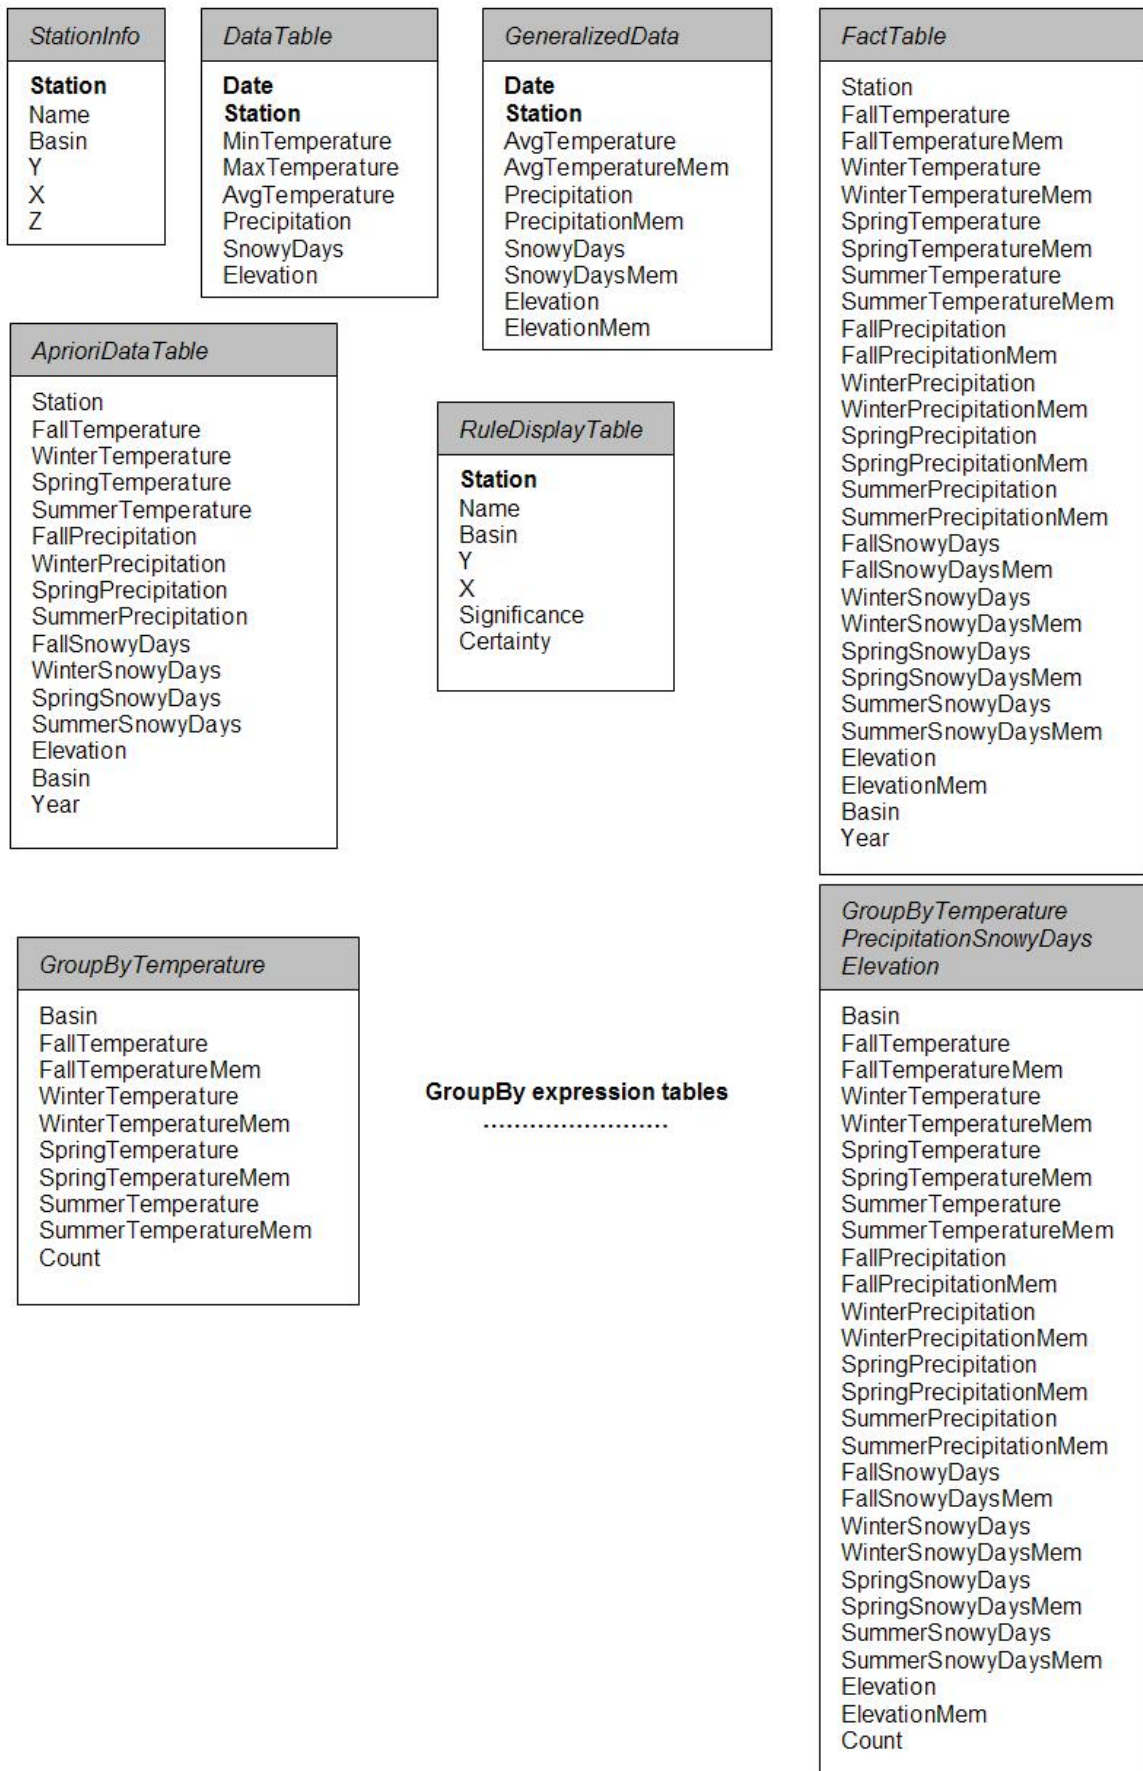 StationInfo
Station
Name
Basin
Y
X
Z
DataTable
Date
Station
MinTemperature
MaxTemperature
AvgTemperature
Precipitation
SnowyDays
Elevation
GeneralizedData
Date
Station
AvgTemperature
AvgTemperatureMem
Precipitation
PrecipitationMem
SnowyDays
SnowyDaysMem
Elevation
ElevationMem
FactTable
Station
FallTemperature
FallTemperatureMem
WinterTemperature
WinterTemperatureMem
SpringTemperature
SpringTemperatureMem
SummerTemperature
SummerTemperatureMem
FallPrecipitation
FallPrecipitationMem
WinterPrecipitation
WinterPrecipitationMem
SpringPrecipitation
SpringPrecipitationMem
SummerPrecipitation
SummerPrecipitationMem
FallSnowyDays
FallSnowyDaysMem
WinterSnowyDays
WinterSnowyDaysMem
SpringSnowyDays
SpringSnowyDaysMem
SummerSnowyDays
SummerSnowyDaysMem
Elevation
ElevationMem
Basin
Year
AprioriDataTable
Station
FallTemperature
WinterTemperature
SpringTemperature
SummerTemperature
FallPrecipitation
WinterPrecipitation
SpringPrecipitation
SummerPrecipitation
FallSnowyDays
WinterSnowyDays
SpringSnowyDays
SummerSnowyDays
Elevation
Basin
Year
RuleDisplayTable
Station
Name
Basin
Y
X
Significance
Certainty
GroupByTemperature
Basin
FallTemperature
FallTemperatureMem
WinterTemperature
WinterTemperatureMem
SpringTemperature
SpringTemperatureMem
SummerTemperature
SummerTemperatureMem
Count
GroupBy expression tables
........................
GroupByTemperature
PrecipitationSnowyDays
Elevation
Basin
FallTemperature
FallTemperatureMem
WinterTemperature
WinterTemperatureMem
SpringTemperature
SpringTemperatureMem
SummerTemperature
SummerTemperatureMem
FallPrecipitation
FallPrecipitationMem
WinterPrecipitation
WinterPrecipitationMem
SpringPrecipitation
SpringPrecipitationMem
SummerPrecipitation
SummerPrecipitationMem
FallSnowyDays
FallSnowyDaysMem
WinterSnowyDays
WinterSnowyDaysMem
SpringSnowyDays
SpringSnowyDaysMem
SummerSnowyDays
SummerSnowyDaysMem
Elevation
ElevationMem
Count